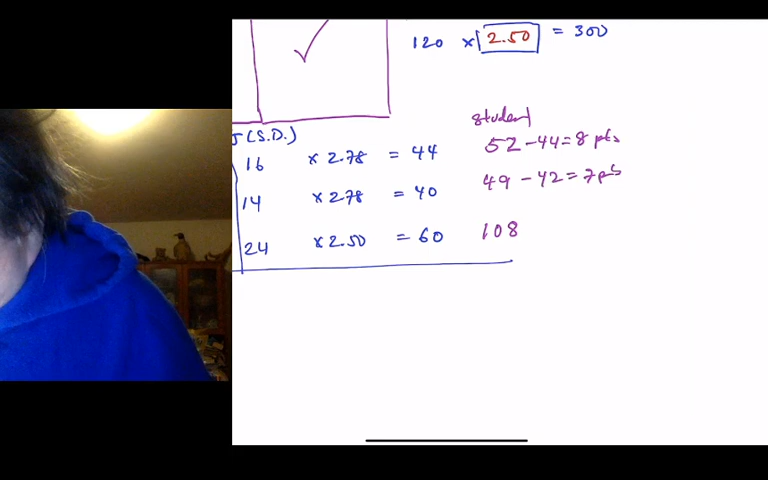 120 × 2.50 = 300
student
(S.D.)
52 - 44 = 8 pts
16 × 2.78 = 44
49 - 42 = 7 pts
14 × 2.78 = 40
24 × 2.50 = 60 108